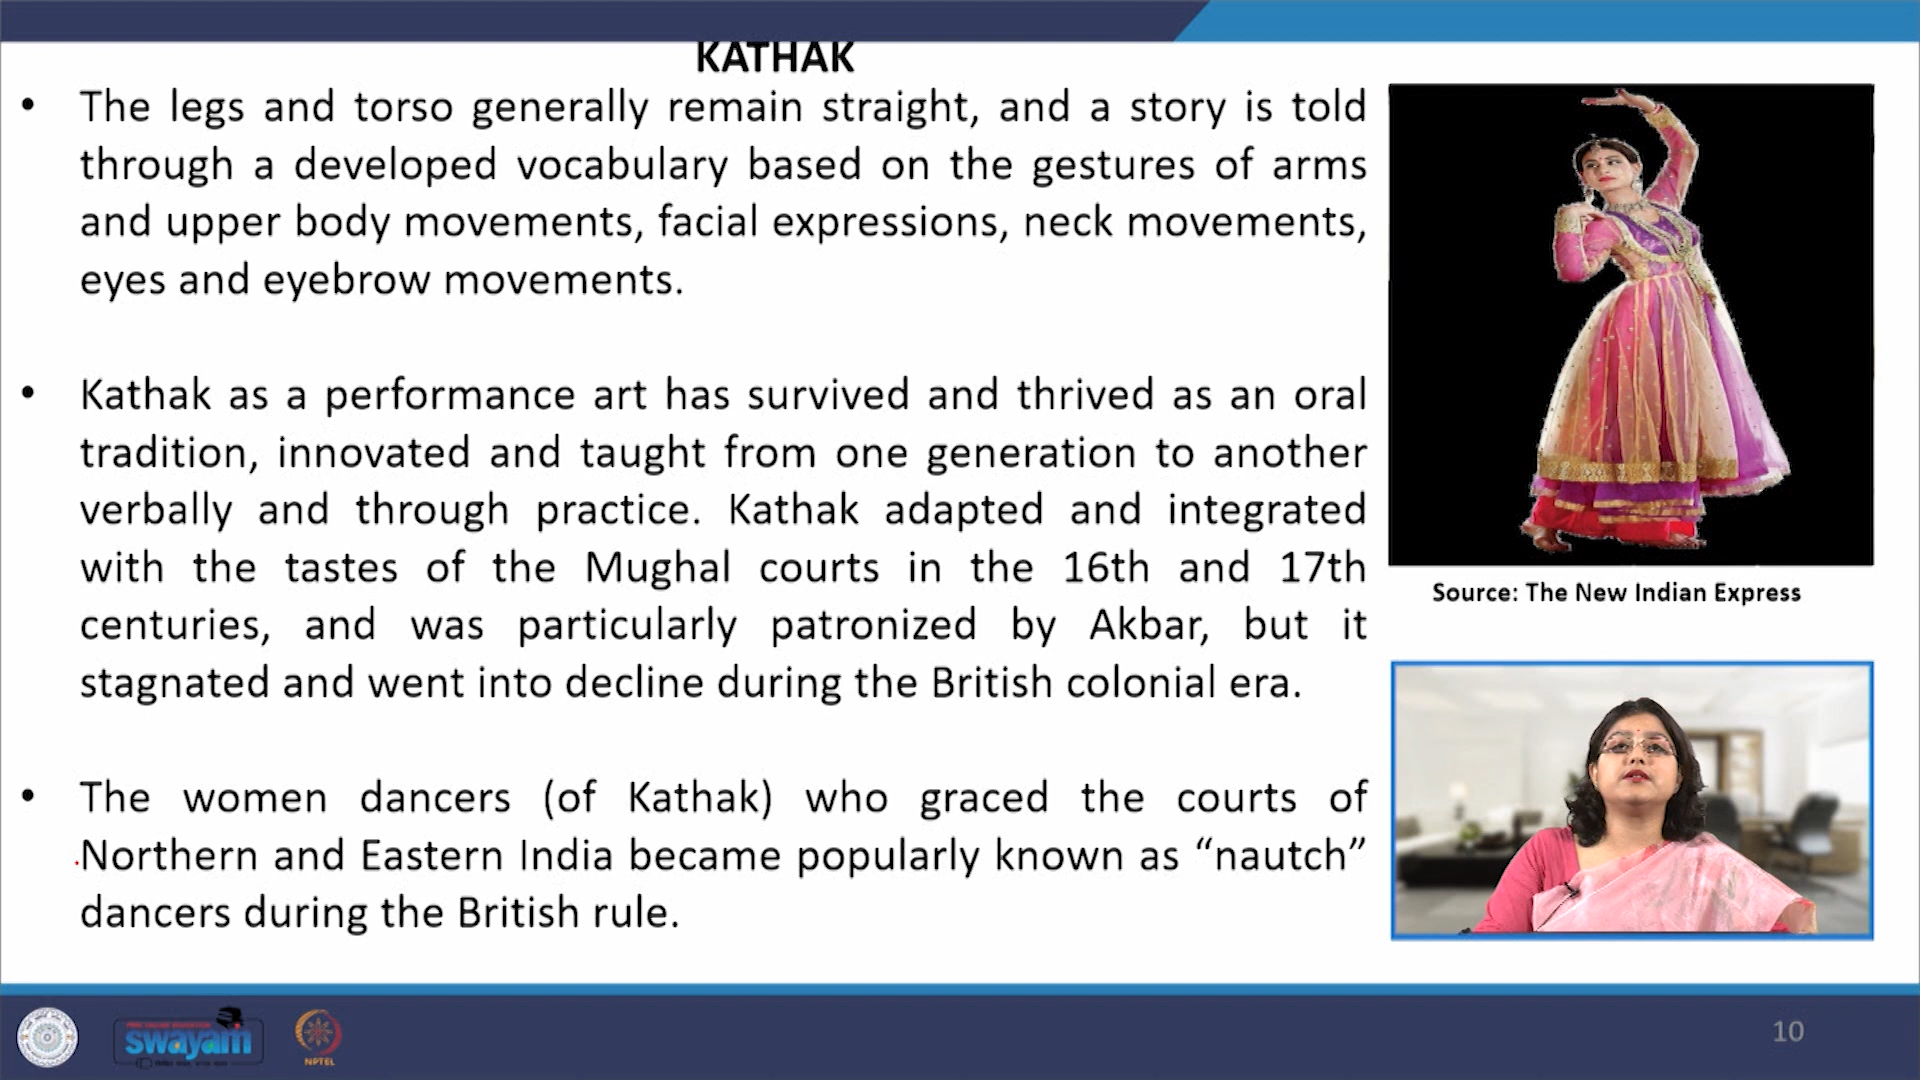 KATHAK
• The legs and torso generally remain straight, and a story is told
through a developed vocabulary based on the gestures of arms
and upper body movements, facial expressions, neck movements,
eyes and eyebrow movements.
• Kathak as a performance art has survived and thrived as an oral
tradition, innovated and taught from one generation to another
verbally and through practice. Kathak adapted and integrated
with the tastes of the Mughal courts in the 16th and 17th
centuries, and was particularly patronized by Akbar, but it
stagnated and went into decline during the British colonial era.
• The women dancers (of Kathak) who graced the courts of
Northern and Eastern India became popularly known as “nautch”
dancers during the British rule.
Source: The New Indian Express
swayam
NPTEL
10